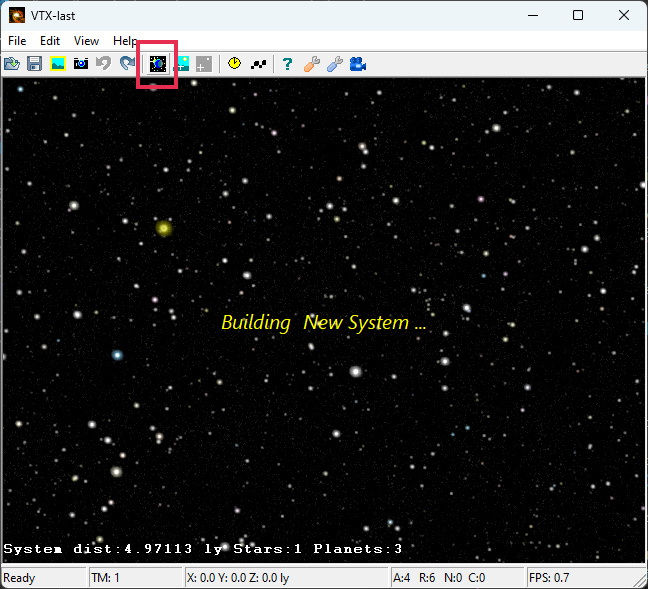 VTX-last
File Edit View Help
Building New System ...
System dist:4.97113 ly Stars:1 Planets:3
Ready TM: 1 X: 0.0 Y: 0.0 Z: 0.0 ly A:4 R:6 N:0 C:0 FPS: 0.7